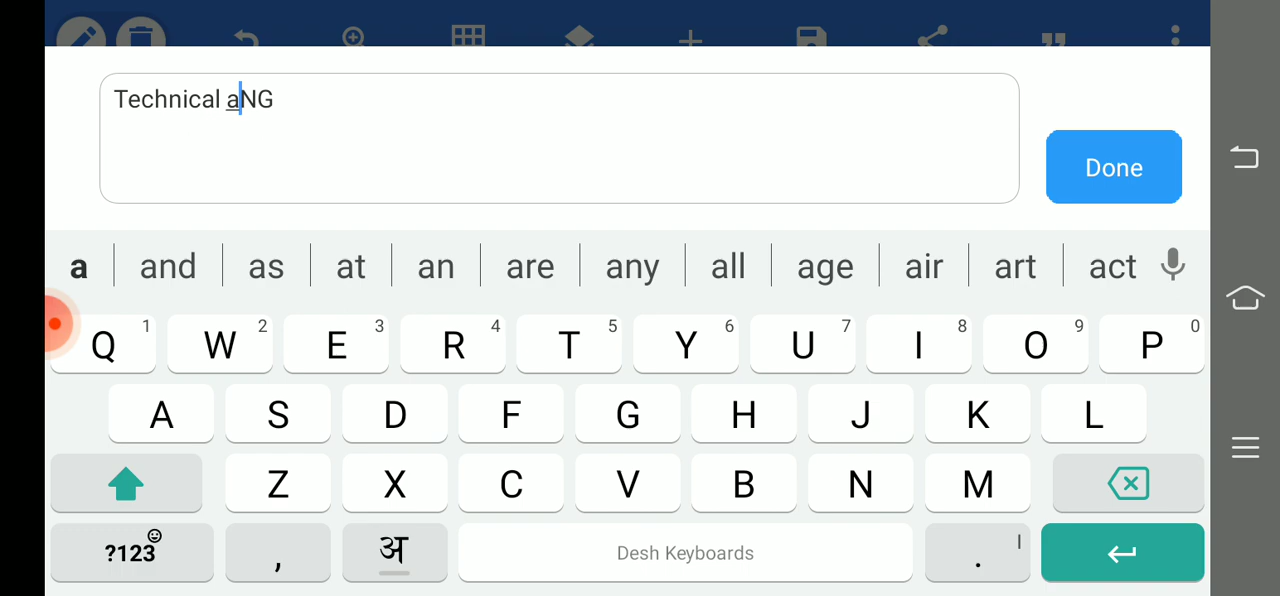 Technical aNG
Done
a and as at an are any all age air art act
Q 1 W 2 E 3 R 4 T 5 Y 6 U 7 I 8 O 9 P 0
A S D F G H J K L
Z X C V B N M
?123 , अ Desh Keyboards . |